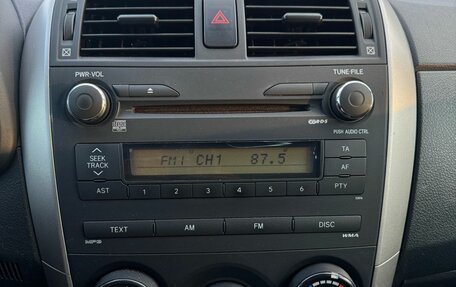 PWR·VOL
TUNE·FILE
RDS
PUSH AUDIO CTRL
SEEK
TRACK
FM1 CH1 87.5
TA
AF
AST 1 2 3 4 5 6 PTY
TEXT AM FM DISC
MP3
WMA